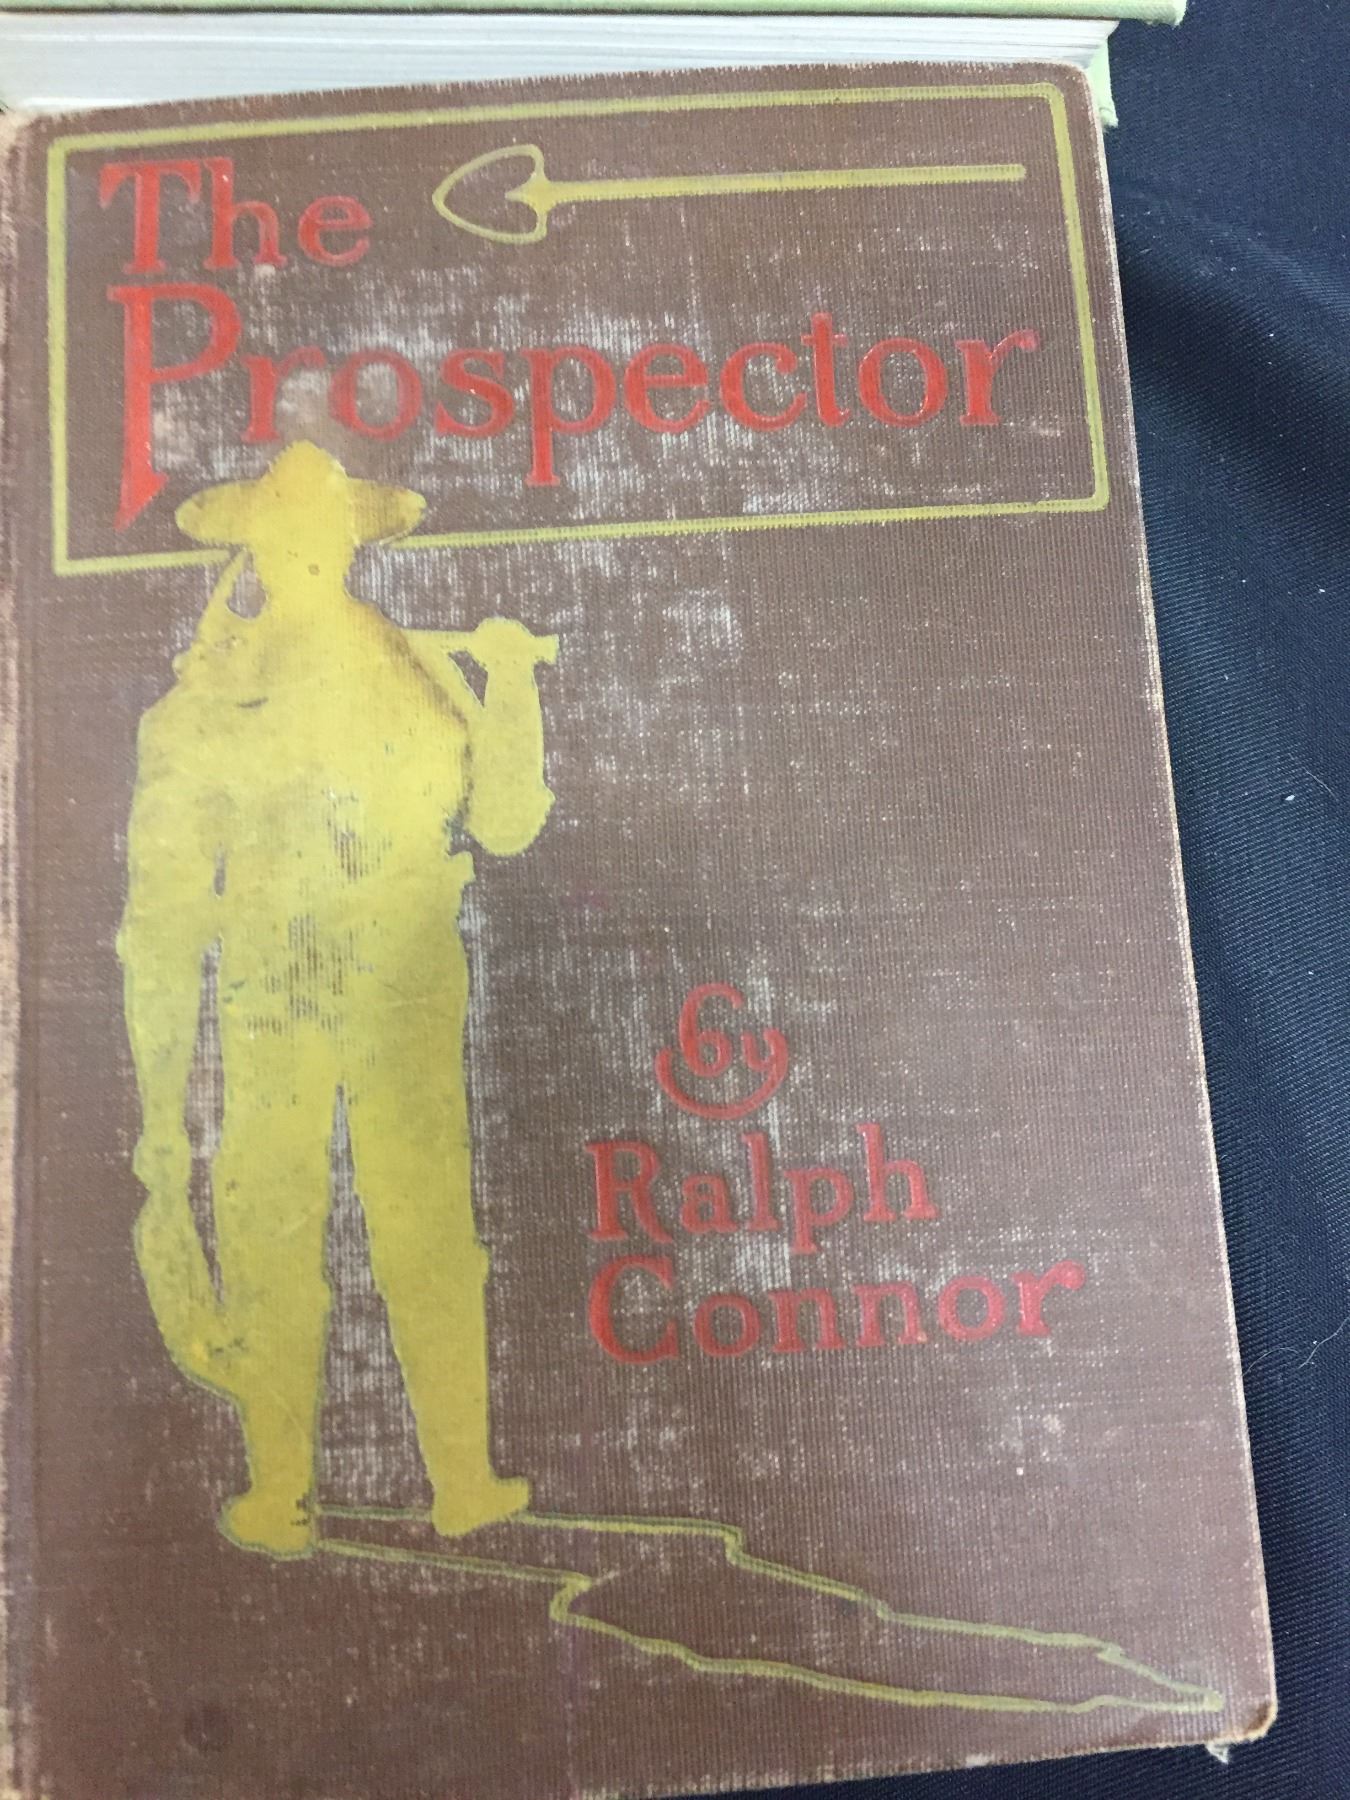 The
Prospector
by
Ralph
Connor